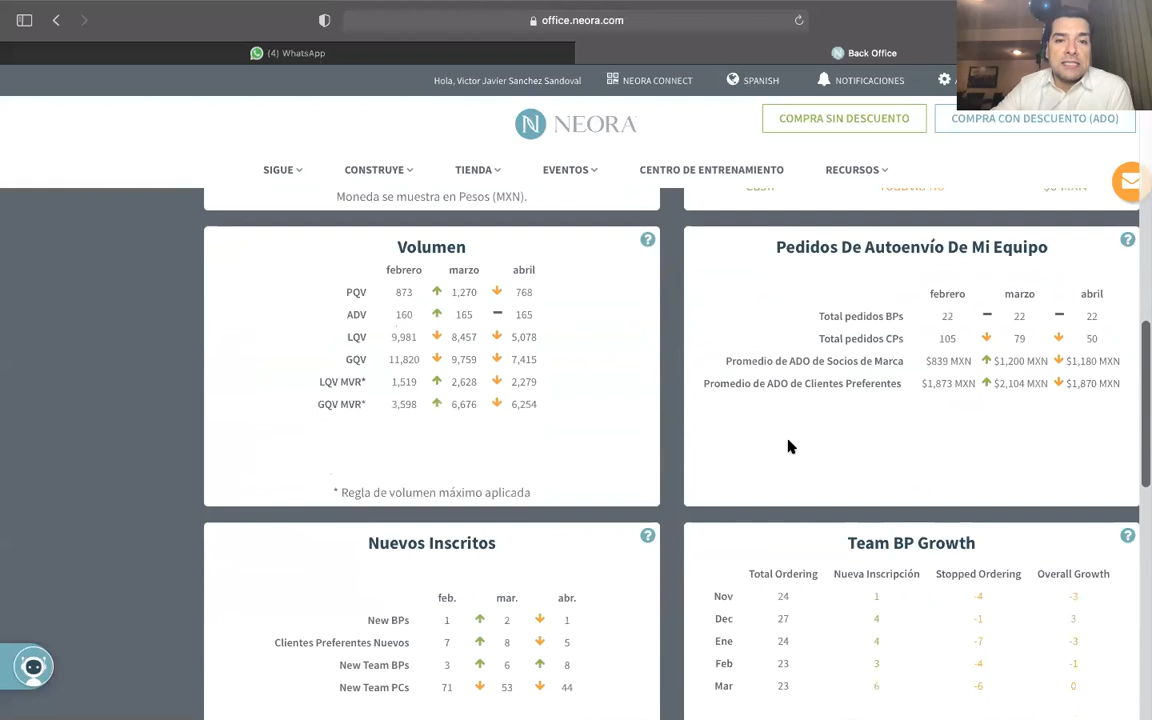 office.neora.com
(4) WhatsApp
Back Office
Hola, Victor Javier Sanchez Sandoval
NEORA CONNECT
SPANISH
NOTIFICACIONES
NEORA
COMPRA SIN DESCUENTO
COMPRA CON DESCUENTO (ADO)
SIGUE
CONSTRUYE
TIENDA
EVENTOS
CENTRO DE ENTRENAMIENTO
RECURSOS
Moneda se muestra en Pesos (MXN).
Volumen
febrero marzo abril
PQV 873 1,270 768
ADV 160 165 165
LQV 9,981 8,457 5,078
GQV 11,820 9,759 7,415
LQV MVR* 1,519 2,628 2,279
GQV MVR* 3,598 6,676 6,254
* Regla de volumen máximo aplicada
Pedidos De Autoenvío De Mi Equipo
febrero marzo abril
Total pedidos BPs 22 22 22
Total pedidos CPs 105 79 50
Promedio de ADO de Socios de Marca $839 MXN $1,200 MXN $1,180 MXN
Promedio de ADO de Clientes Preferentes $1,873 MXN $2,104 MXN $1,870 MXN
Nuevos Inscritos
feb. mar. abr.
New BPs 1 2 1
Clientes Preferentes Nuevos 7 8 5
New Team BPs 3 6 8
New Team PCs 71 53 44
Team BP Growth
Total Ordering Nueva Inscripción Stopped Ordering Overall Growth
Nov 24 1 -4 -3
Dec 27 4 -1 3
Ene 24 4 -7 -3
Feb 23 3 -4 -1
Mar 23 6 -6 0